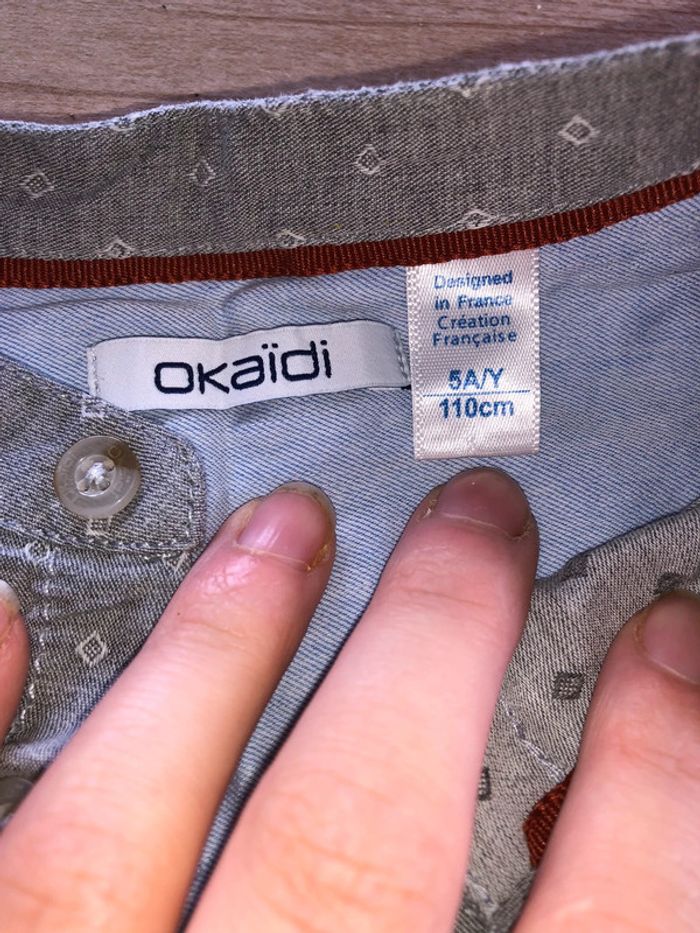 okaïdi
Designed
in France
Création
Française
5A/Y
110cm